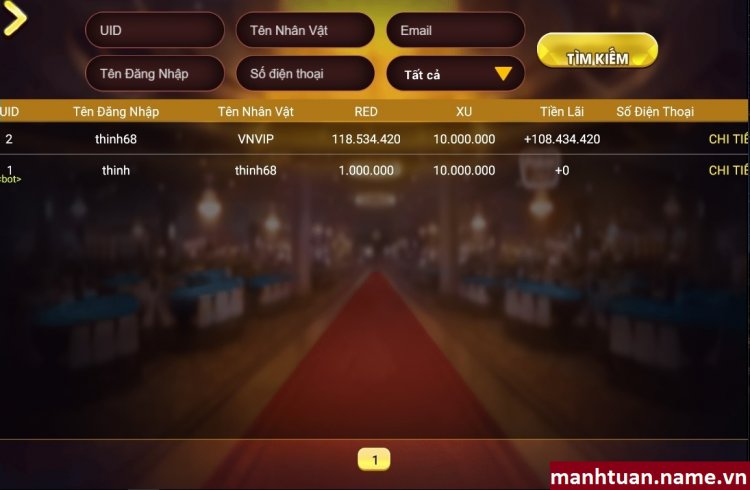 UID Tên Nhân Vật Email
TÌM KIẾM
Tên Đăng Nhập Số điện thoại Tất cả
UID Tên Đăng Nhập Tên Nhân Vật RED XU Tiền Lãi Số Điện Thoại
2 thinh68 VNVIP 118.534.420 10.000.000 +108.434.420 CHI TIẾ
1 thinh thinh68 1.000.000 10.000.000 +0 CHI TIẾ
<bot>
1
manhtuan.name.vn